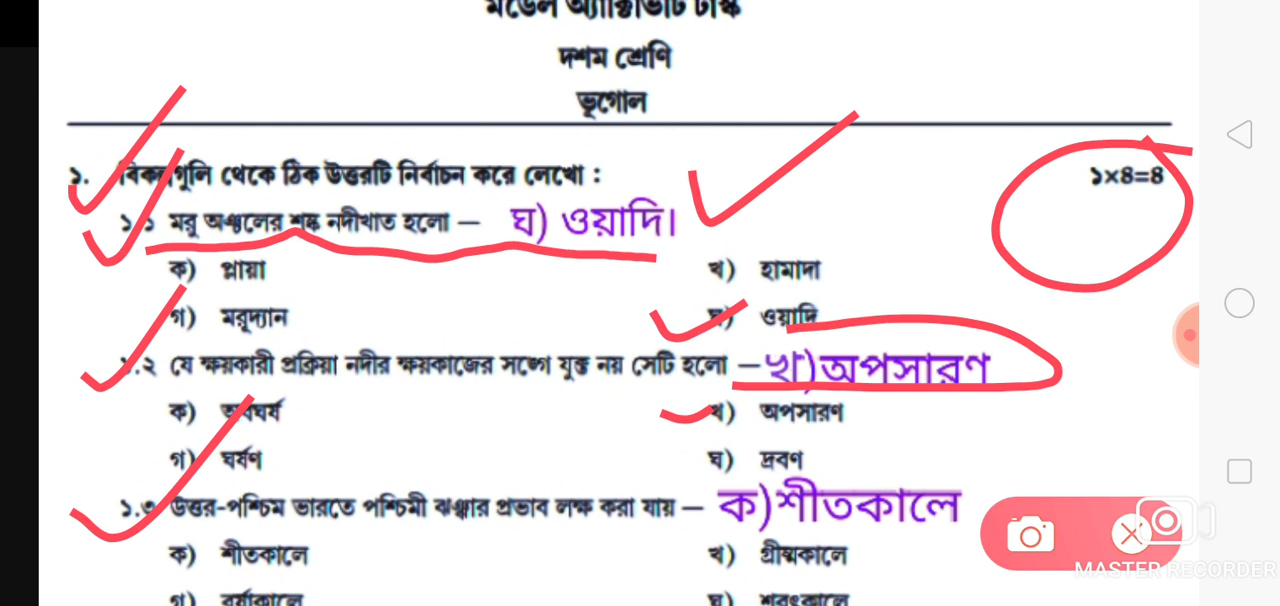 মডেল অ্যাক্টিভিটি টাস্ক
দশম শ্রেণি
ভূগোল
১. বিকল্পগুলি থেকে ঠিক উত্তরটি নির্বাচন করে লেখো : ১×৪=৪
১.১ মরু অঞ্চলের শুষ্ক নদীখাত হলো — ঘ) ওয়াদি।
ক) প্লায়া খ) হামাদা
গ) মরূদ্যান ঘ) ওয়াদি
১.২ যে ক্ষয়কারী প্রক্রিয়া নদীর ক্ষয়কাজের সঙ্গে যুক্ত নয় সেটি হলো — খ)অপসারণ
ক) অবঘর্ষ খ) অপসারণ
গ) ঘর্ষণ ঘ) দ্রবণ
১.৩ উত্তর-পশ্চিম ভারতে পশ্চিমী ঝঞ্ঝার প্রভাব লক্ষ করা যায় — ক)শীতকালে
ক) শীতকালে খ) গ্রীষ্মকালে
গ) বর্ষাকালে ঘ) শরৎকালে
MASTER RECORDER